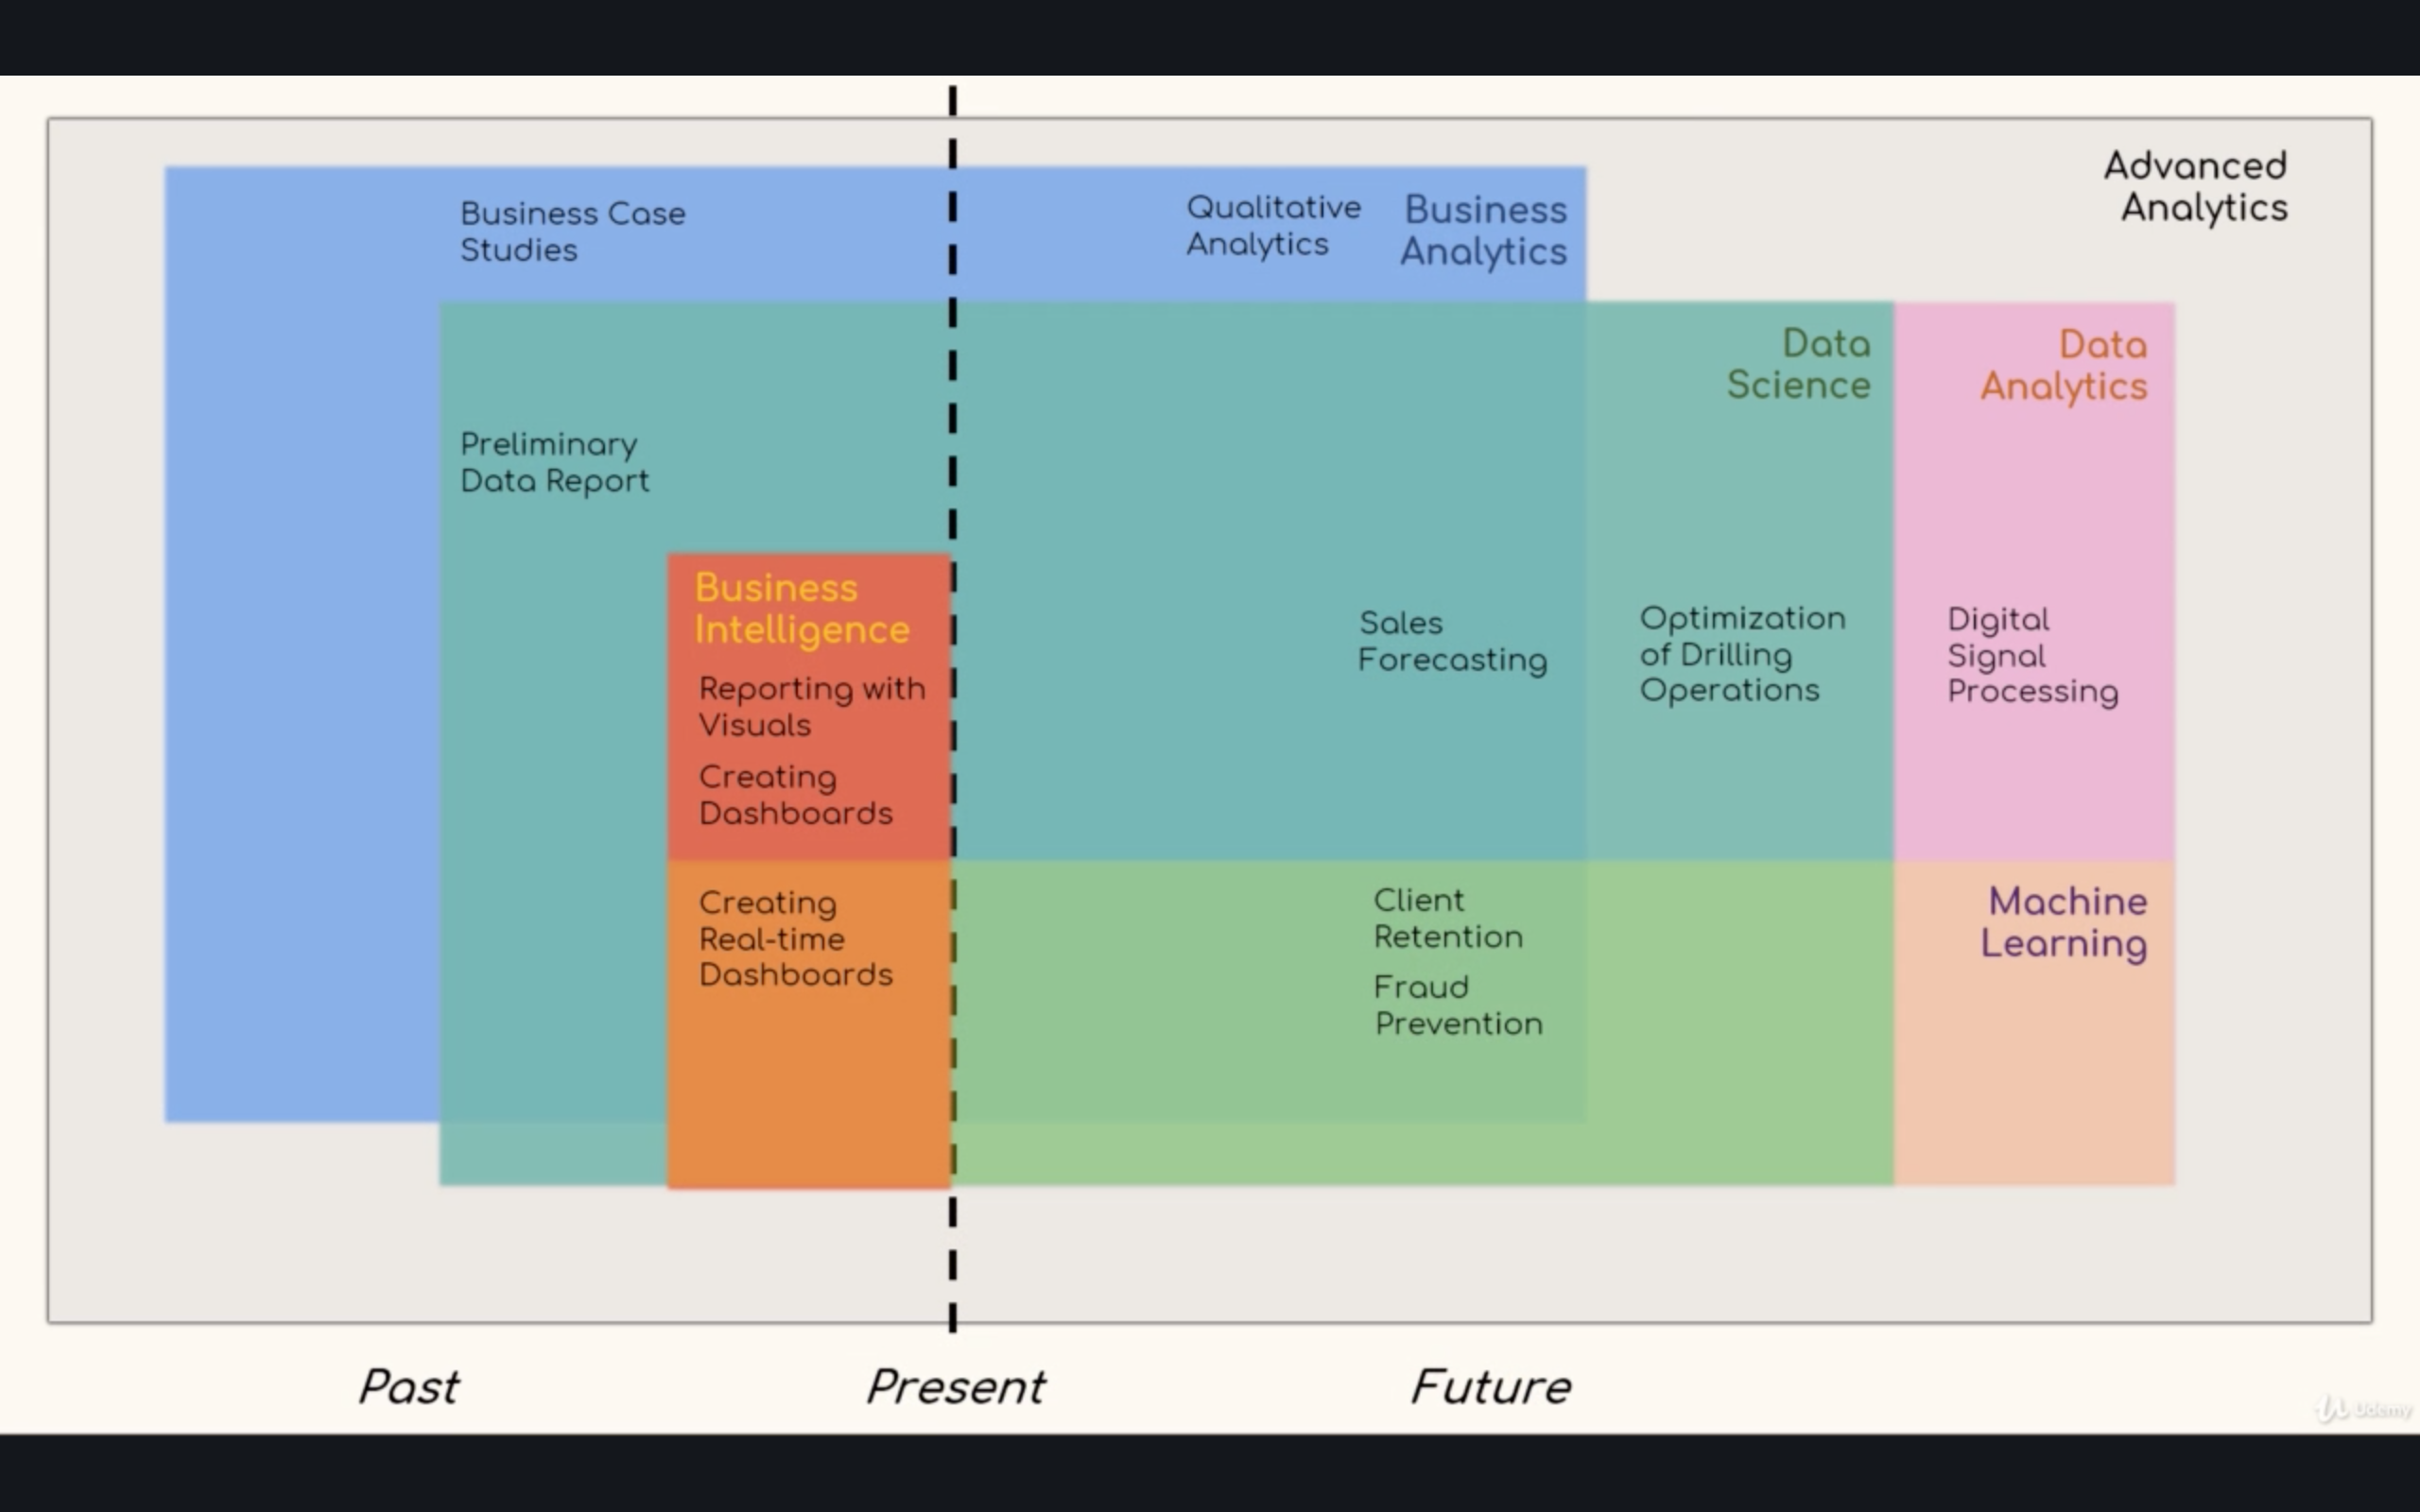 Advanced
Analytics
Business Case
Studies
Qualitative
Analytics
Business
Analytics
Data
Science
Data
Analytics
Preliminary
Data Report
Business
Intelligence
Reporting with
Visuals
Creating
Dashboards
Sales
Forecasting
Optimization
of Drilling
Operations
Digital
Signal
Processing
Creating
Real-time
Dashboards
Client
Retention
Fraud
Prevention
Machine
Learning
Past
Present
Future
Udemy